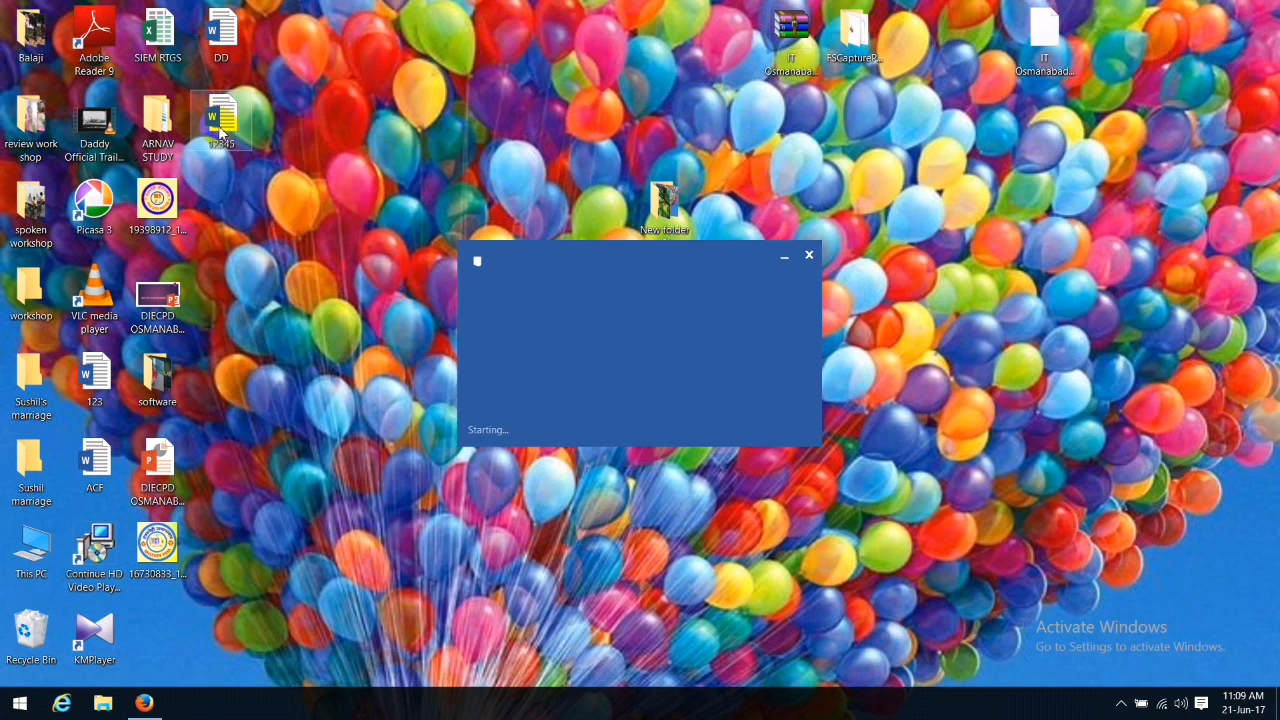 Balaji
Adobe
Reader 9
SIEM RTGS
DD
IT
Osmanaba...
FSCaptureP...
IT
Osmanabad...
review work
shop
Daddy
Official Trail...
ARNAV
STUDY
12345
spoken
workshop
Picasa 3
19398912_1...
New folder
workshop
VLC media
player
DIECPD
OSMANAB...
Starting...
Sushil's
marriage
123
software
Sushil
marriage
ACF
DIECPD
OSMANAB...
This PC
Continue HD
Video Play...
16730833_1...
Recycle Bin
KMPlayer
Activate Windows
Go to Settings to activate Windows.
11:09 AM
21-Jun-17